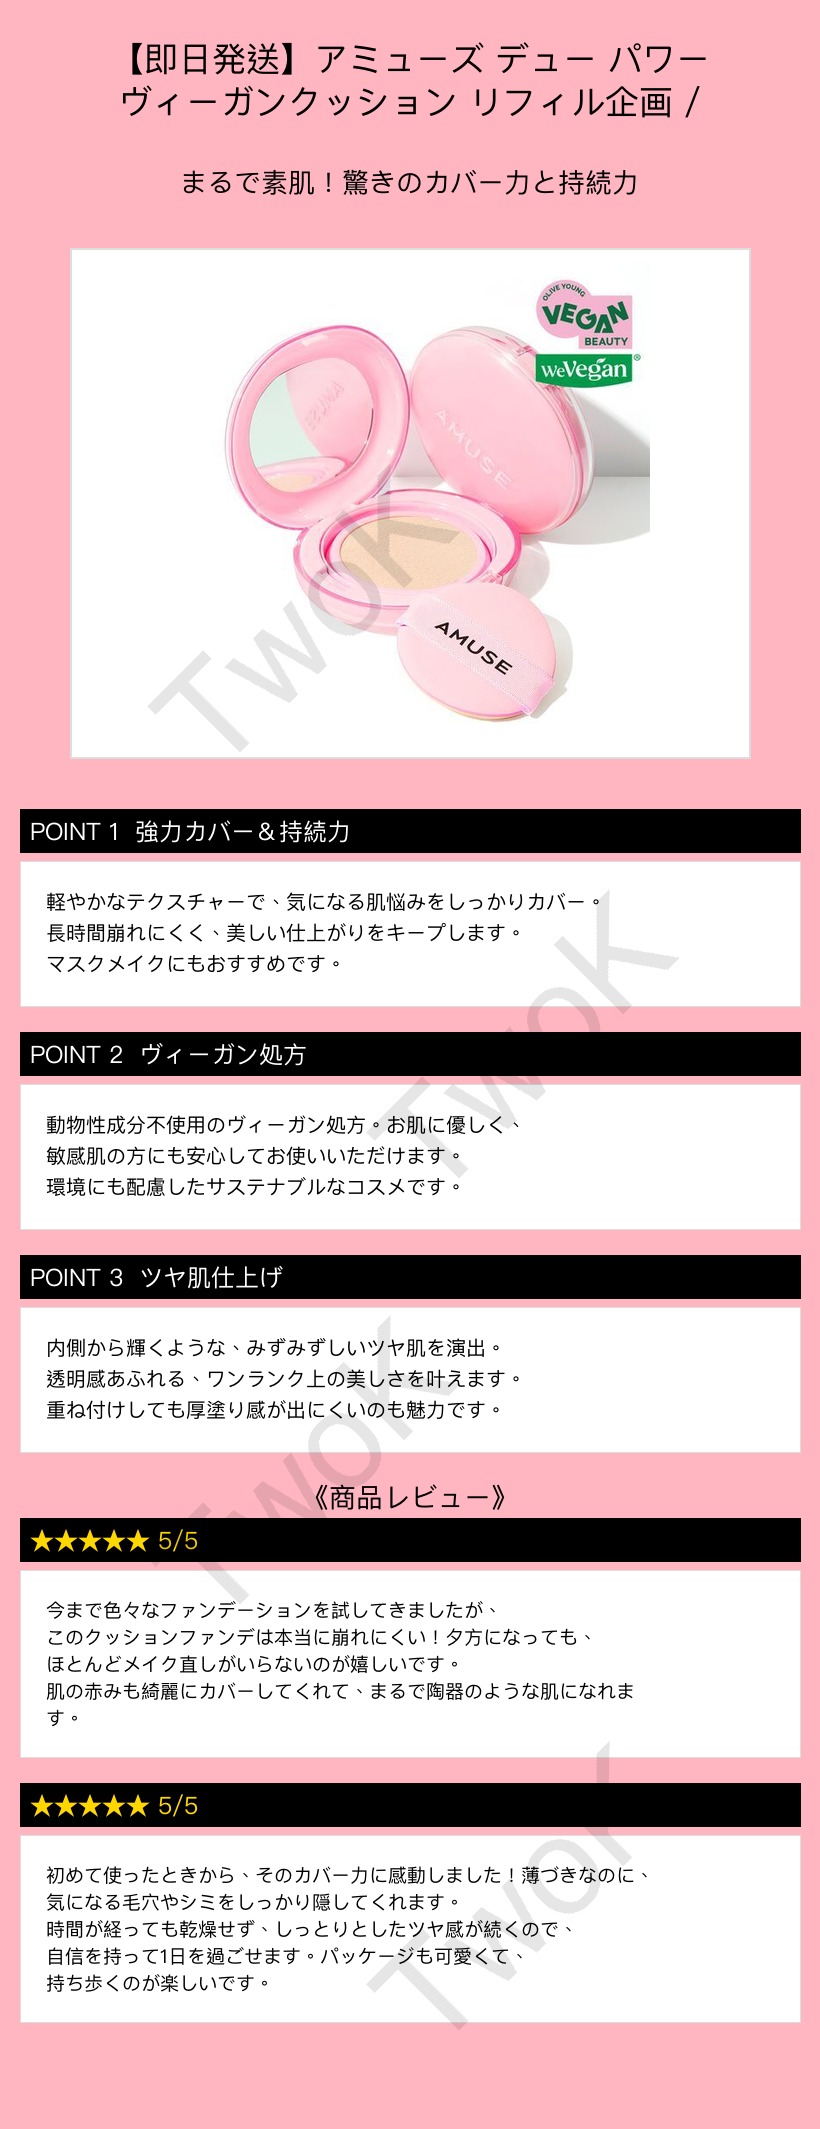 【即日発送】アミューズ デュー パワー
ヴィーガンクッション リフィル企画 /
まるで素肌！驚きのカバー力と持続力
OLIVE YOUNG
VEGAN
BEAUTY
weVegan®
AMUSE
AMUSE
AMUSE
TwoK
POINT 1 強力カバー＆持続力
軽やかなテクスチャーで、気になる肌悩みをしっかりカバー。
長時間崩れにくく、美しい仕上がりをキープします。
マスクメイクにもおすすめです。
TwoK
POINT 2 ヴィーガン処方
動物性成分不使用のヴィーガン処方。お肌に優しく、
敏感肌の方にも安心してお使いいただけます。
環境にも配慮したサステナブルなコスメです。
POINT 3 ツヤ肌仕上げ
内側から輝くような、みずみずしいツヤ肌を演出。
透明感あふれる、ワンランク上の美しさを叶えます。
重ね付けしても厚塗り感が出にくいのも魅力です。
TwoK
《商品レビュー》
★★★★★ 5/5
今まで色々なファンデーションを試してきましたが、
このクッションファンデは本当に崩れにくい！夕方になっても、
ほとんどメイク直しがいらないのが嬉しいです。
肌の赤みも綺麗にカバーしてくれて、まるで陶器のような肌になれま
す。
★★★★★ 5/5
初めて使ったときから、そのカバー力に感動しました！薄づきなのに、
気になる毛穴やシミをしっかり隠してくれます。
時間が経っても乾燥せず、しっとりとしたツヤ感が続くので、
自信を持って1日を過ごせます。パッケージも可愛くて、
持ち歩くのが楽しいです。
TwoK